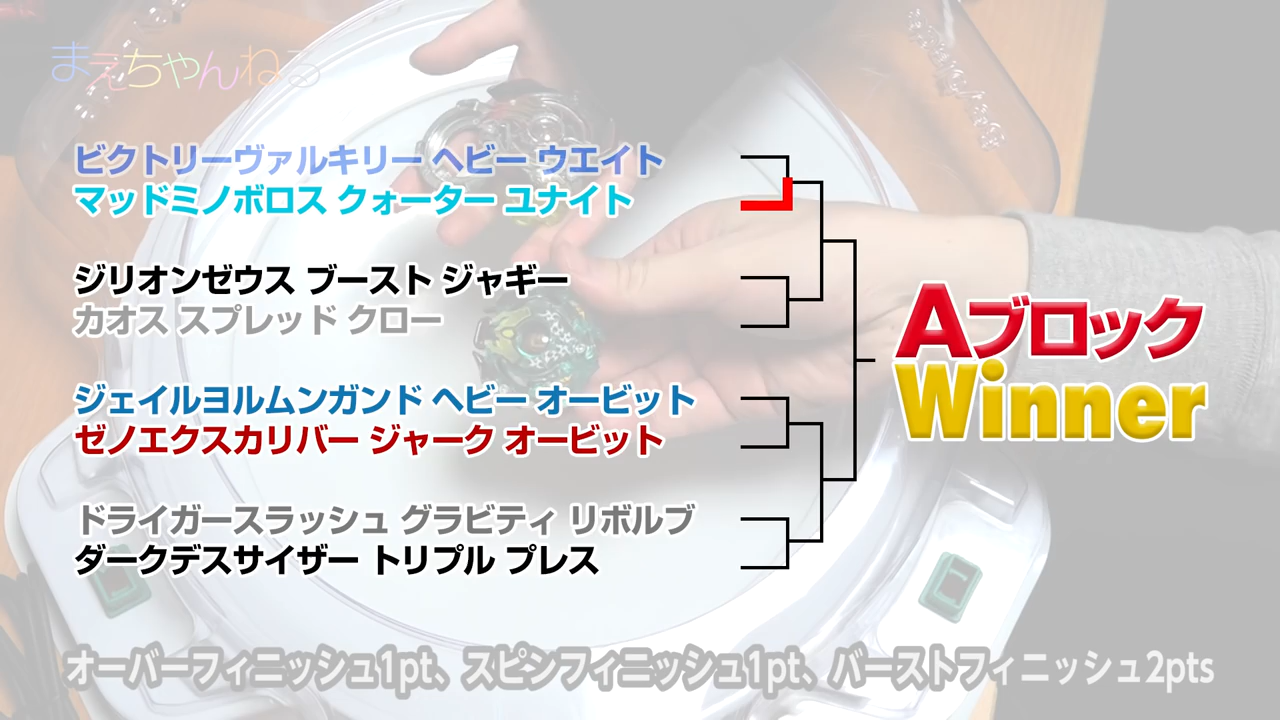 まぇちゃんねる
ビクトリーヴァルキリー ヘビー ウエイト
マッドミノボロス クォーター ユナイト
ジリオンゼウス ブースト ジャギー
カオス スプレッド クロー
ジェイルヨルムンガンド ヘビー オービット
ゼノエクスカリバー ジャーク オービット
ドライガースラッシュ グラビティ リボルブ
ダークデスサイザー トリプル プレス
Aブロック
Winner
オーバーフィニッシュ1pt、スピンフィニッシュ1pt、バーストフィニッシュ2pts